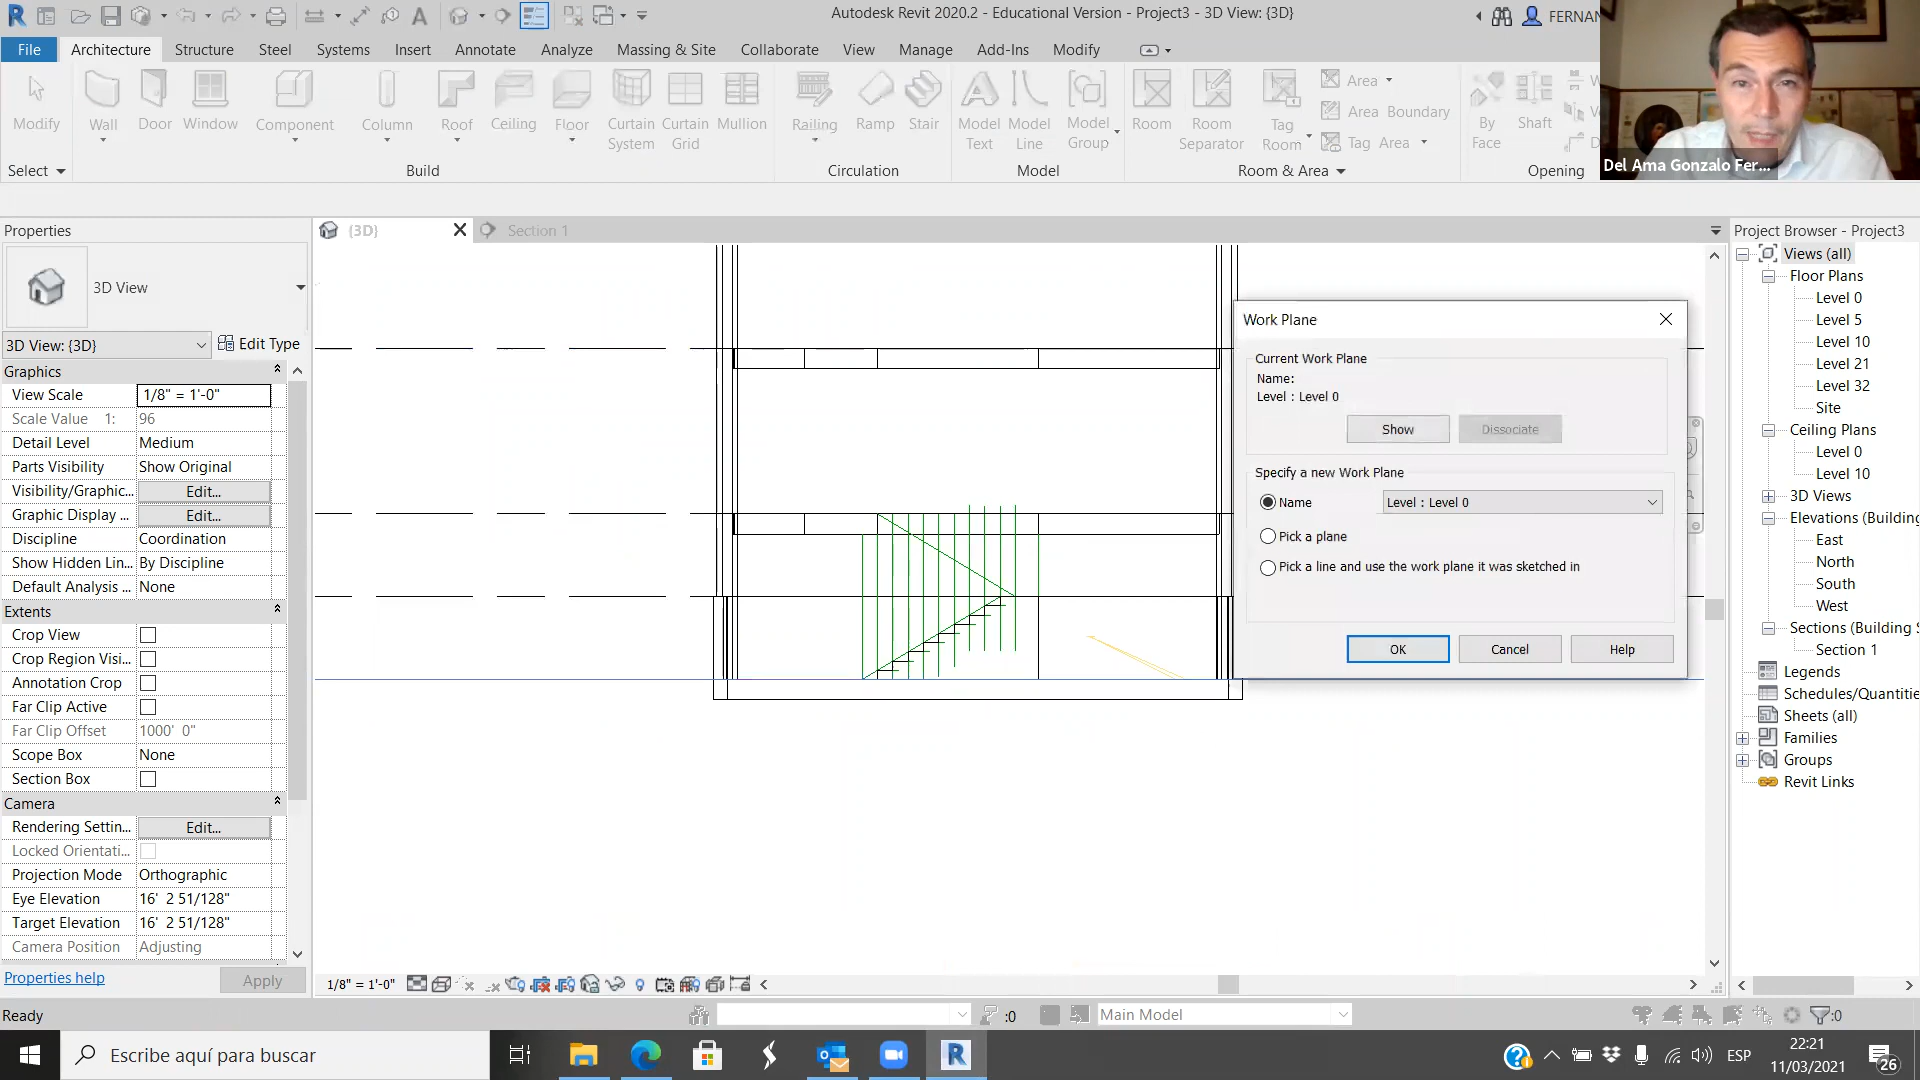 Autodesk Revit 2020.2 - Educational Version - Project3 - 3D View: {3D}
FERNAN
File Architecture Structure Steel Systems Insert Annotate Analyze Massing & Site Collaborate View Manage Add-Ins Modify
Modify Wall Door Window Component Column Roof Ceiling Floor Curtain System Curtain Grid Mullion Railing Ramp Stair Model Text Model Line Model Group Room Room Separator Tag Room Area Area Boundary Tag Area By Face Shaft
Select Build Circulation Model Room & Area Opening
Del Ama Gonzalo Fer...
Properties
3D View
3D View: {3D} Edit Type
Graphics
View Scale 1/8" = 1'-0"
Scale Value 1: 96
Detail Level Medium
Parts Visibility Show Original
Visibility/Graphic... Edit...
Graphic Display ... Edit...
Discipline Coordination
Show Hidden Lin... By Discipline
Default Analysis ... None
Extents
Crop View
Crop Region Visi...
Annotation Crop
Far Clip Active
Far Clip Offset 1000' 0"
Scope Box None
Section Box
Camera
Rendering Settin... Edit...
Locked Orientati...
Projection Mode Orthographic
Eye Elevation 16' 2 51/128"
Target Elevation 16' 2 51/128"
Camera Position Adjusting
Properties help Apply
{3D} Section 1
Work Plane
Current Work Plane
Name:
Level : Level 0
Show Dissociate
Specify a new Work Plane
Name Level : Level 0
Pick a plane
Pick a line and use the work plane it was sketched in
OK Cancel Help
Project Browser - Project3
Views (all)
Floor Plans
Level 0
Level 5
Level 10
Level 21
Level 32
Site
Ceiling Plans
Level 0
Level 10
3D Views
Elevations (Building
East
North
South
West
Sections (Building S
Section 1
Legends
Schedules/Quantitie
Sheets (all)
Families
Groups
Revit Links
1/8" = 1'-0"
Ready :0 Main Model :0
Escribe aquí para buscar
ESP
22:21
11/03/2021
26